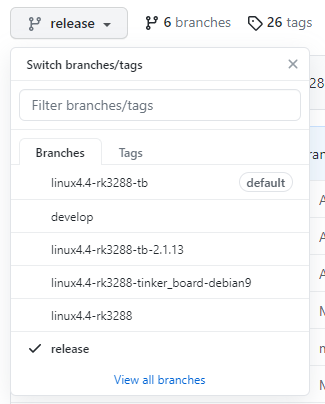 release 6 branches 26 tags
Switch branches/tags
Filter branches/tags
Branches Tags
linux4.4-rk3288-tb default
develop
linux4.4-rk3288-tb-2.1.13
linux4.4-rk3288-tinker_board-debian9
linux4.4-rk3288
release
View all branches